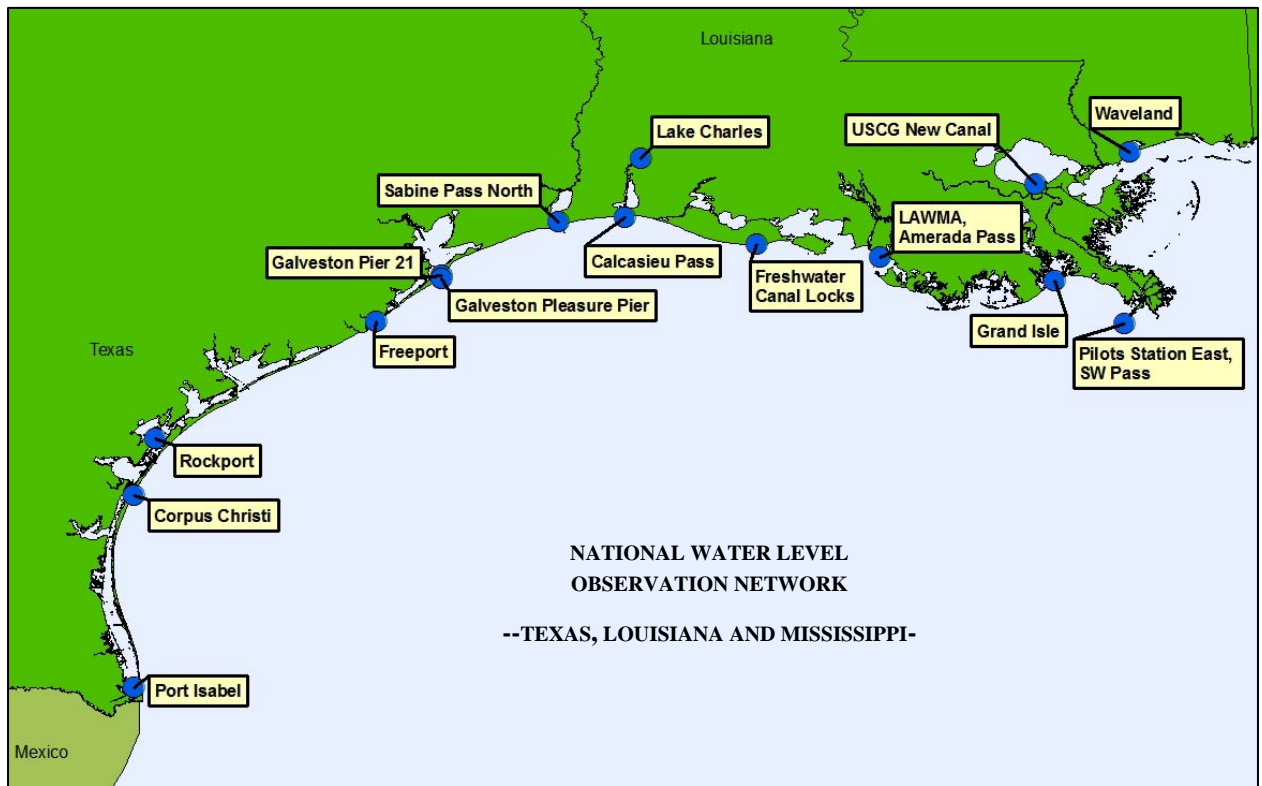 Louisiana
Waveland
USCG New Canal
Lake Charles
Sabine Pass North
LAWMA,
Amerada Pass
Galveston Pier 21
Calcasieu Pass
Freshwater
Canal Locks
Galveston Pleasure Pier
Grand Isle
Texas
Freeport
Pilots Station East,
SW Pass
Rockport
Corpus Christi
NATIONAL WATER LEVEL
OBSERVATION NETWORK
--TEXAS, LOUISIANA AND MISSISSIPPI-
Port Isabel
Mexico